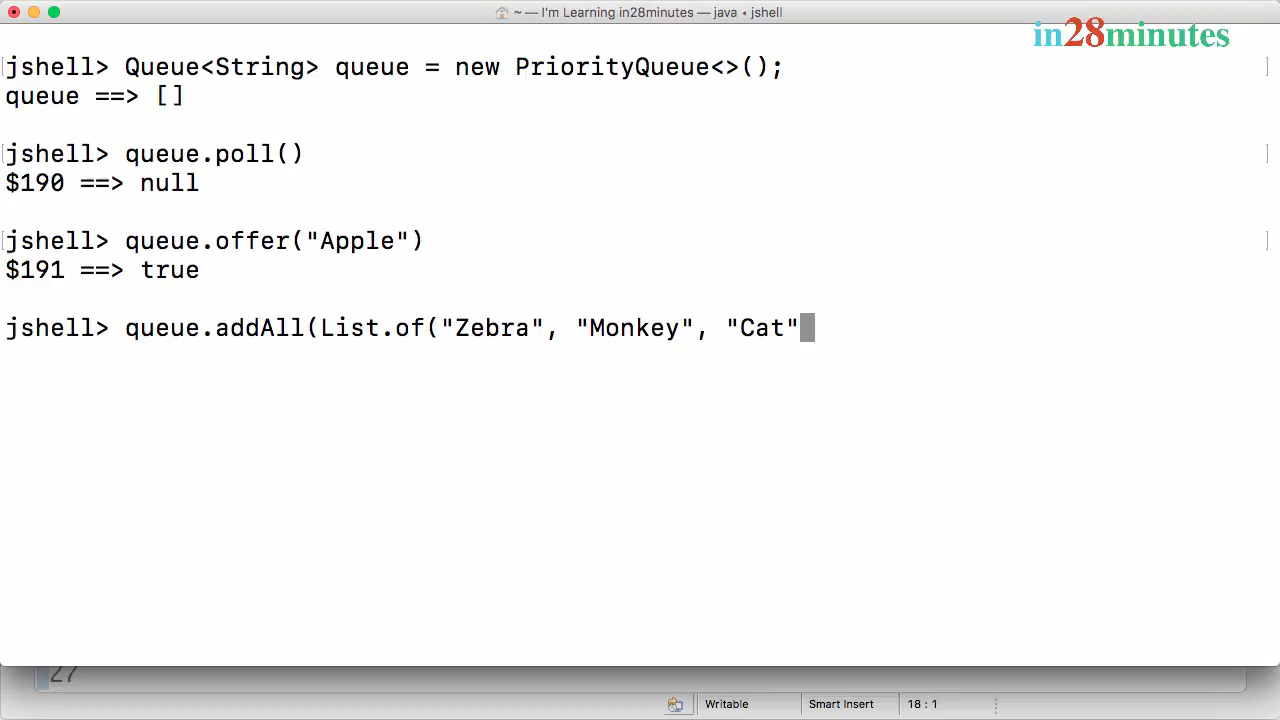 ~ — I'm Learning in28minutes — java ◂ jshell
in28minutes
jshell> Queue<String> queue = new PriorityQueue<>();
queue ==> []
jshell> queue.poll()
$190 ==> null
jshell> queue.offer("Apple")
$191 ==> true
jshell> queue.addAll(List.of("Zebra", "Monkey", "Cat"
27
Writable
Smart Insert
18 : 1